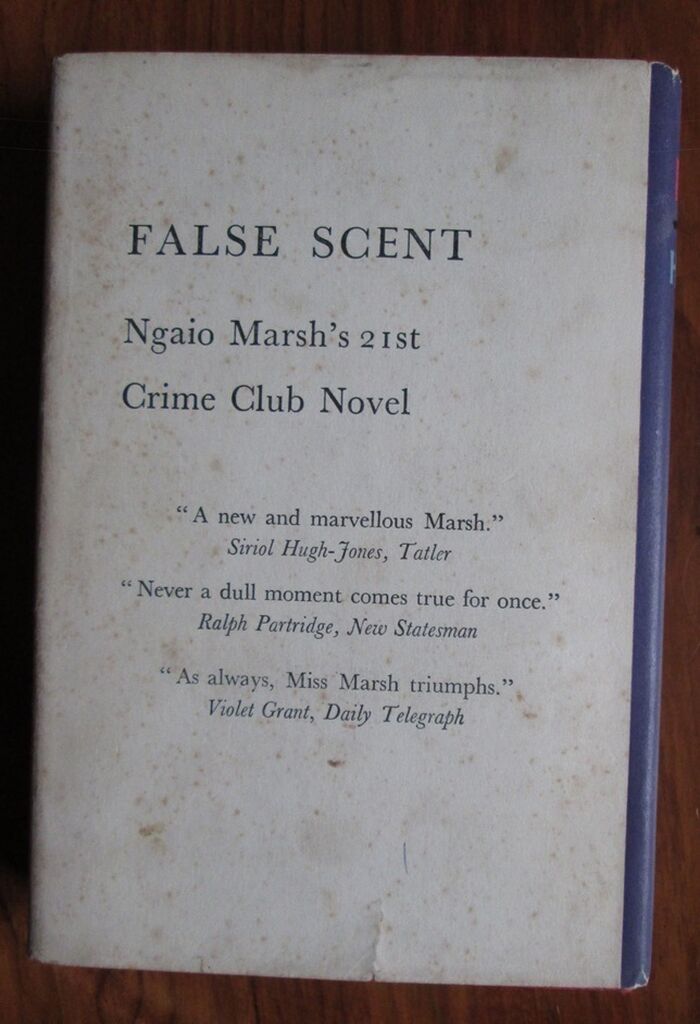 FALSE SCENT
Ngaio Marsh's 21st
Crime Club Novel
“A new and marvellous Marsh.”
Siriol Hugh-Jones, Tatler
“Never a dull moment comes true for once.”
Ralph Partridge, New Statesman
“As always, Miss Marsh triumphs.”
Violet Grant, Daily Telegraph